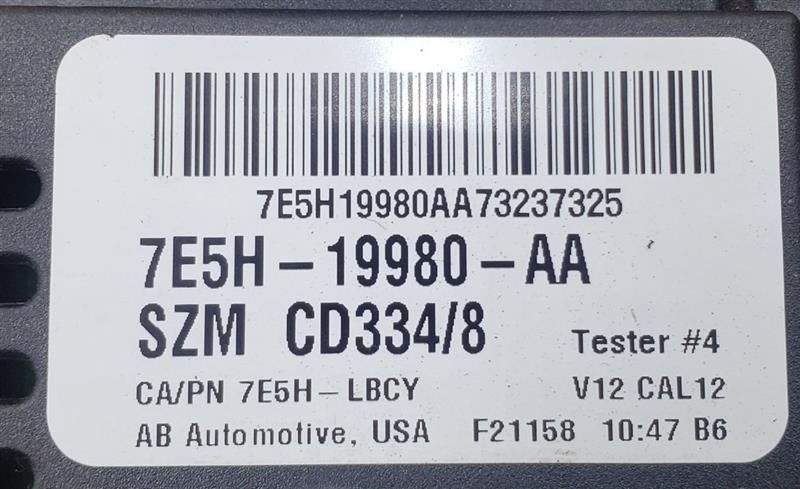 7E5H19980AA73237325
7E5H-19980-AA
SZM CD334/8 Tester #4
CA/PN 7E5H-LBCY V12 CAL12
AB Automotive, USA F21158 10:47 B6